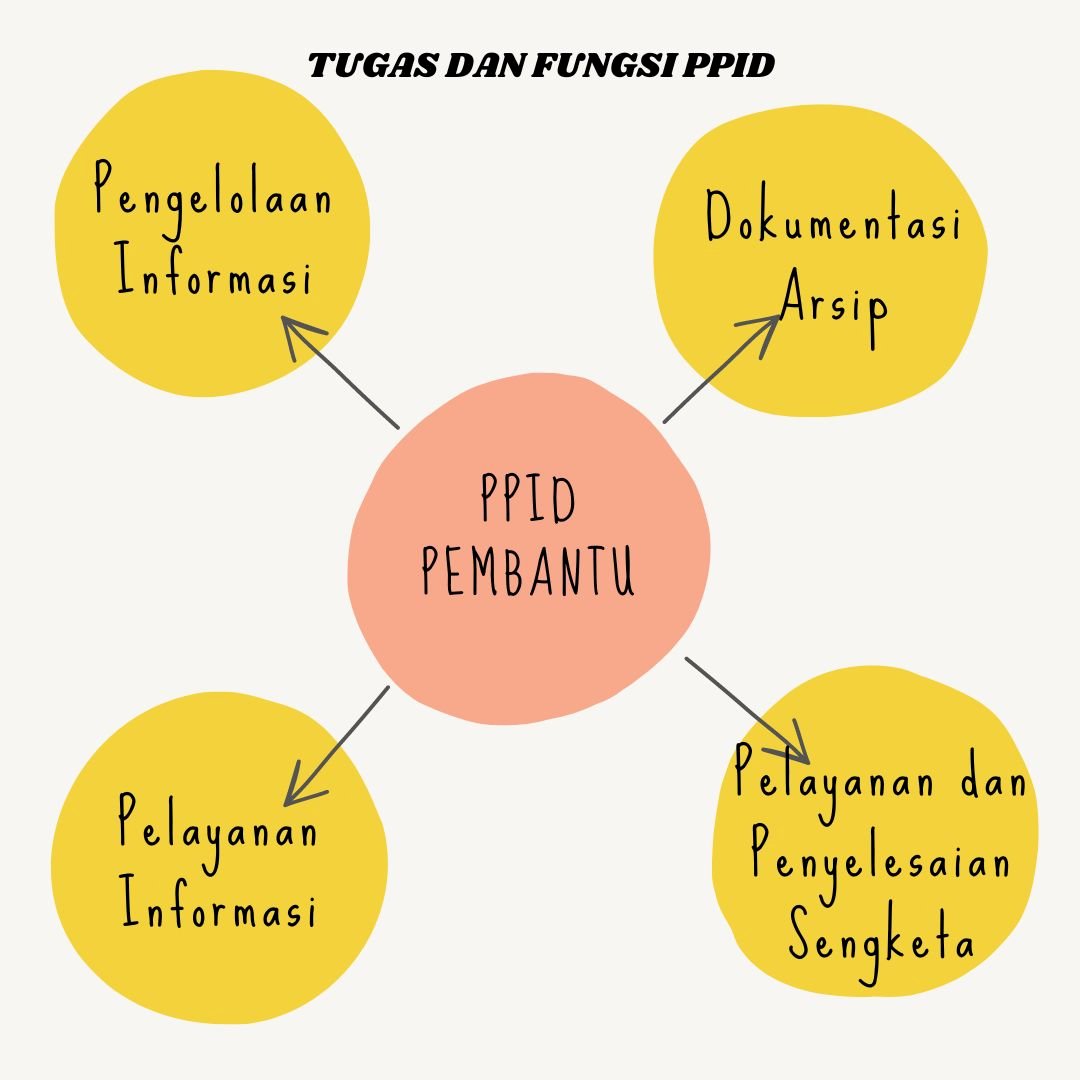 TUGAS DAN FUNGSI PPID
Pengelolaan
Informasi
Dokumentasi
Arsip
PPID
PEMBANTU
Pelayanan
Informasi
Pelayanan dan
Penyelesaian
Sengketa